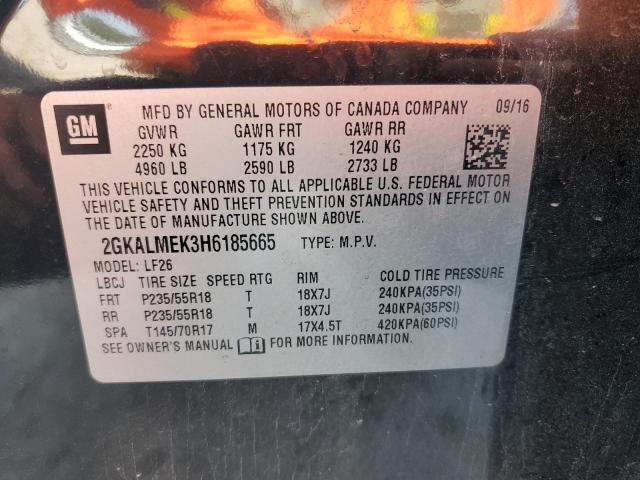 GM ® MFD BY GENERAL MOTORS OF CANADA COMPANY 09/16
GVWR GAWR FRT GAWR RR
2250 KG 1175 KG 1240 KG
4960 LB 2590 LB 2733 LB
THIS VEHICLE CONFORMS TO ALL APPLICABLE U.S. FEDERAL MOTOR
VEHICLE SAFETY AND THEFT PREVENTION STANDARDS IN EFFECT ON
THE DATE OF MANUFACTURE SHOWN ABOVE.
2GKALMEK3H6185665 TYPE: M.P.V.
MODEL: LF26
LBCJ TIRE SIZE SPEED RTG RIM COLD TIRE PRESSURE
FRT P235/55R18 T 18X7J 240KPA(35PSI)
RR P235/55R18 T 18X7J 240KPA(35PSI)
SPA T145/70R17 M 17X4.5T 420KPA(60PSI)
SEE OWNER'S MANUAL FOR MORE INFORMATION.